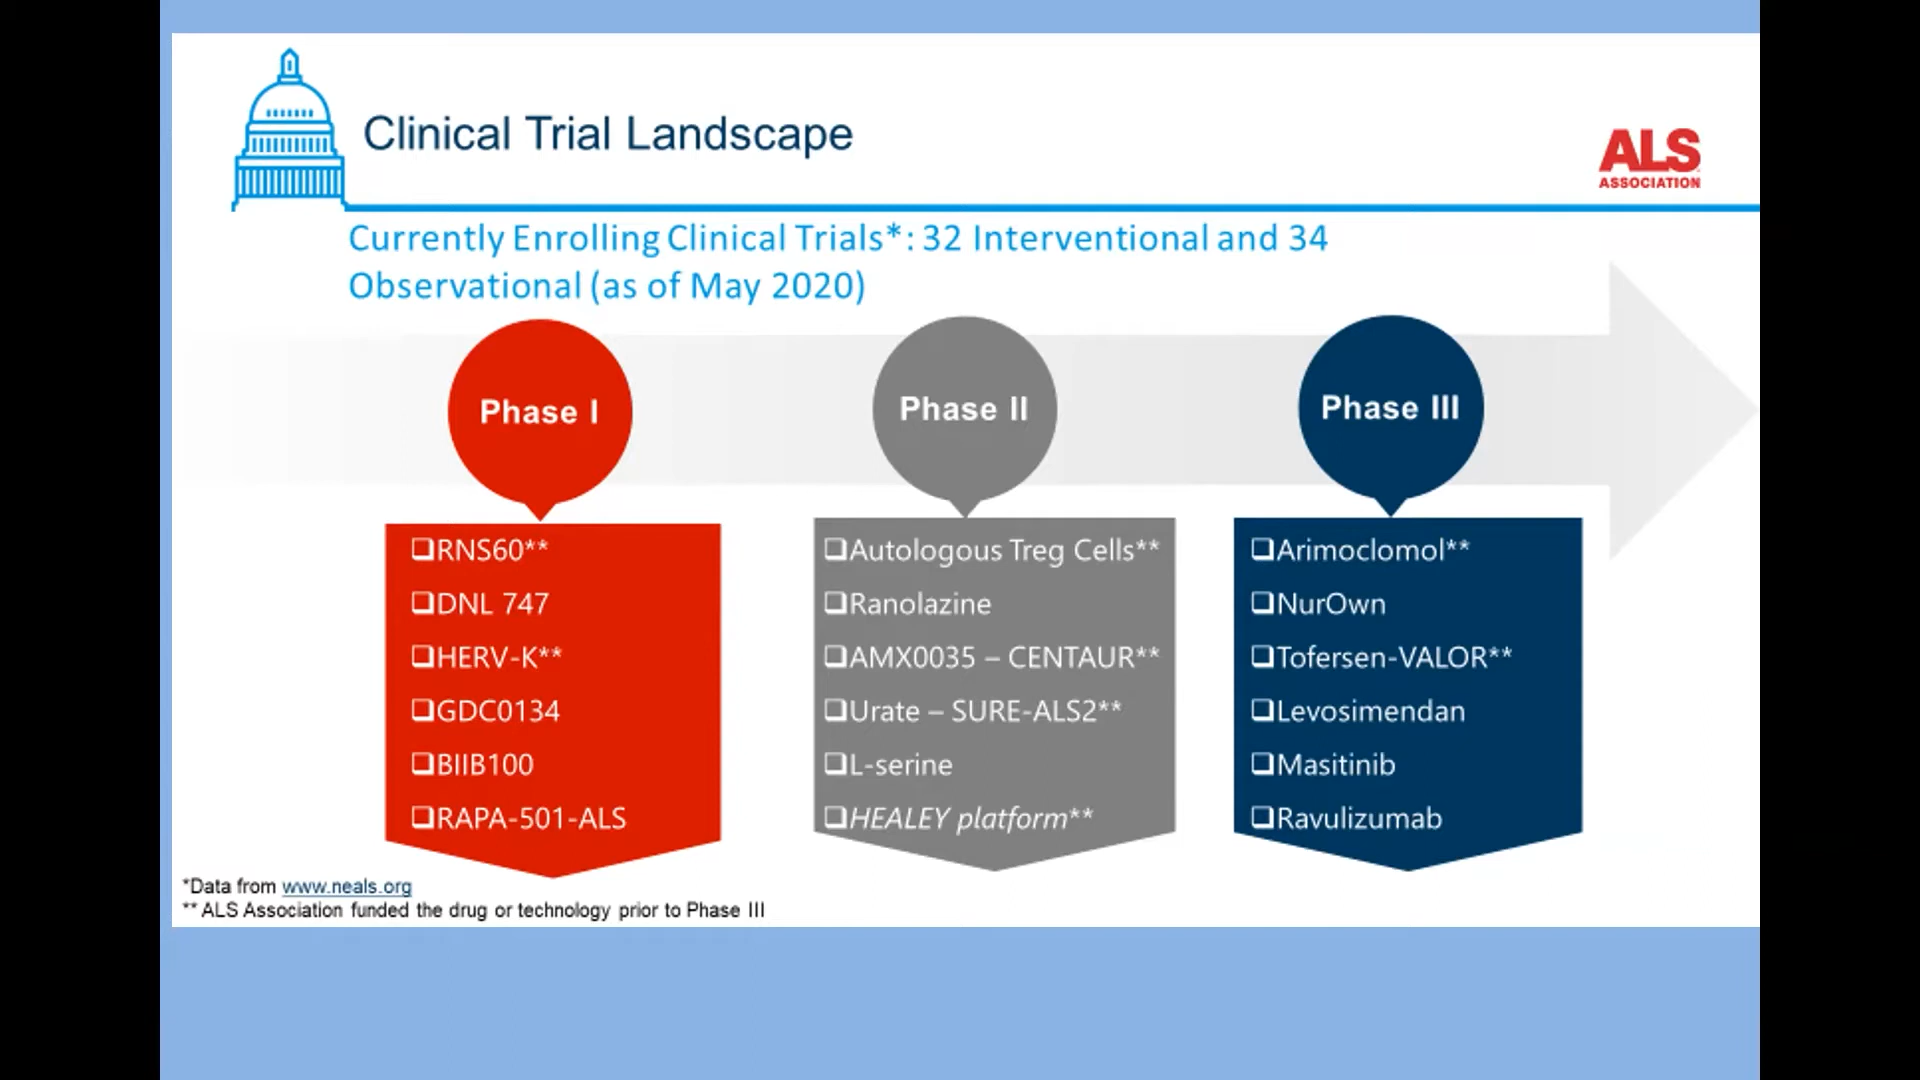 Clinical Trial Landscape
ALS
ASSOCIATION
Currently Enrolling Clinical Trials*: 32 Interventional and 34
Observational (as of May 2020)
Phase I
❑RNS60**
❑DNL 747
❑HERV-K**
❑GDC0134
❑BIIB100
❑RAPA-501-ALS
Phase II
❑Autologous Treg Cells**
❑Ranolazine
❑AMX0035 – CENTAUR**
❑Urate – SURE-ALS2**
❑L-serine
❑HEALEY platform**
Phase III
❑Arimoclomol**
❑NurOwn
❑Tofersen-VALOR**
❑Levosimendan
❑Masitinib
❑Ravulizumab
*Data from www.neals.org
** ALS Association funded the drug or technology prior to Phase III